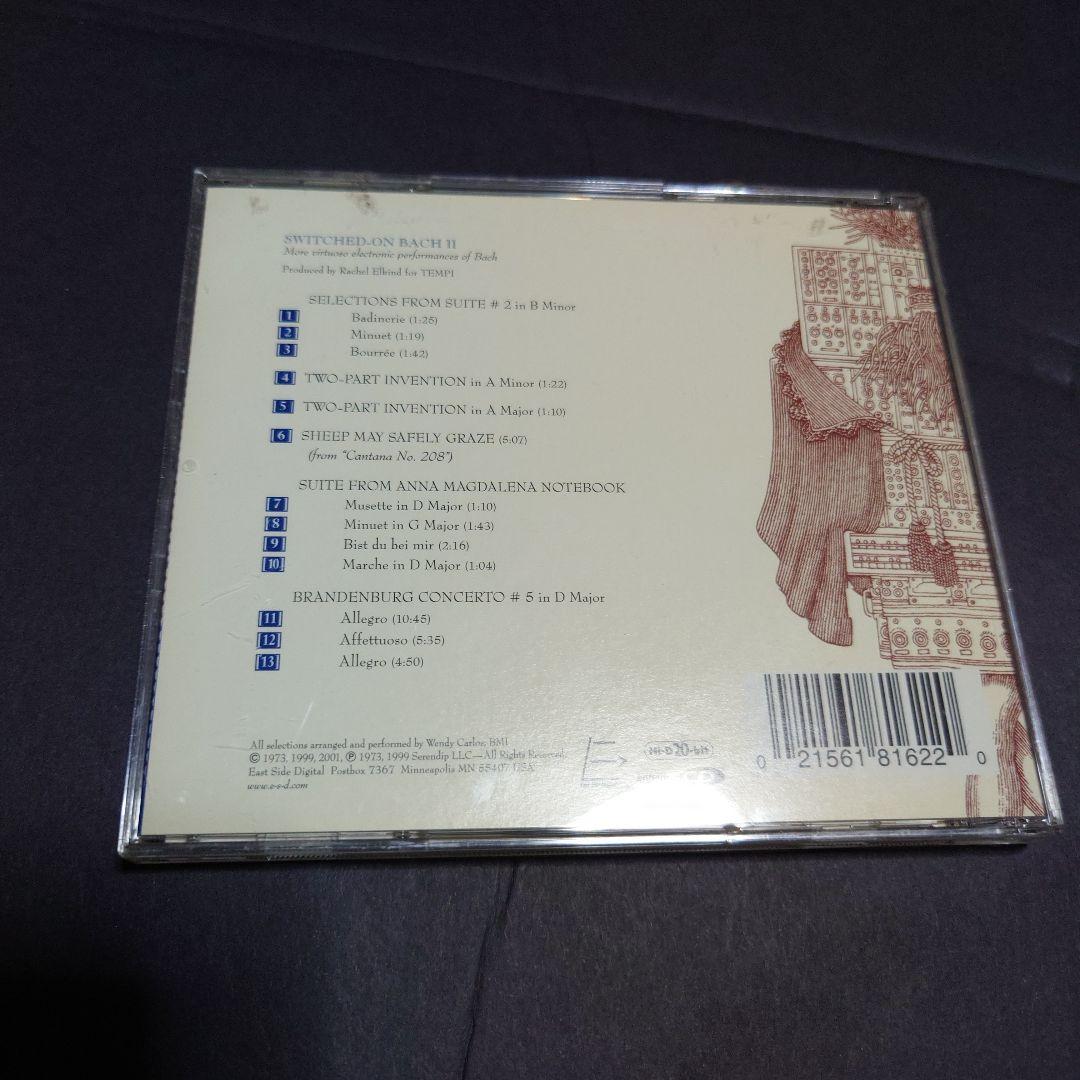 SWITCHED-ON BACH II
More virtuoso electronic performances of Bach
Produced by Rachel Elkind for TEMPI
SELECTIONS FROM SUITE # 2 in B Minor
1 Badinerie (1:25)
2 Minuet (1:19)
3 Bourrée (1:42)
4 TWO-PART INVENTION in A Minor (1:22)
5 TWO-PART INVENTION in A Major (1:10)
6 SHEEP MAY SAFELY GRAZE (5:07)
(from "Cantana No. 208")
SUITE FROM ANNA MAGDALENA NOTEBOOK
7 Musette in D Major (1:10)
8 Minuet in G Major (1:43)
9 Bist du bei mir (2:16)
10 Marche in D Major (1:04)
BRANDENBURG CONCERTO # 5 in D Major
11 Allegro (10:45)
12 Affettuoso (5:35)
13 Allegro (4:50)
All selections arranged and performed by Wendy Carlos, BMI
© 1973, 1999, 2001, ℗ 1973, 1999 Serendip LLC—All Rights Reserved
East Side Digital Postbox 7367 Minneapolis MN 55407 USA
www.e-s-d.com
HI-D 20-bit
0 21561 81622 0